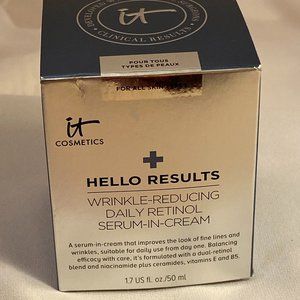 CLINICAL RESULTS
it
POUR TOUS
TYPES DE PEAUX
FOR ALL SKIN
it
COSMETICS
HELLO RESULTS
WRINKLE-REDUCING
DAILY RETINOL
SERUM-IN-CREAM
A serum-in-cream that improves the look of fine lines and
wrinkles, suitable for daily use from day one. Balancing
efficacy with care, it's formulated with a dual-retinol
blend and niacinamide plus ceramides, vitamins E and B5.
1.7 US fl. oz./50 ml